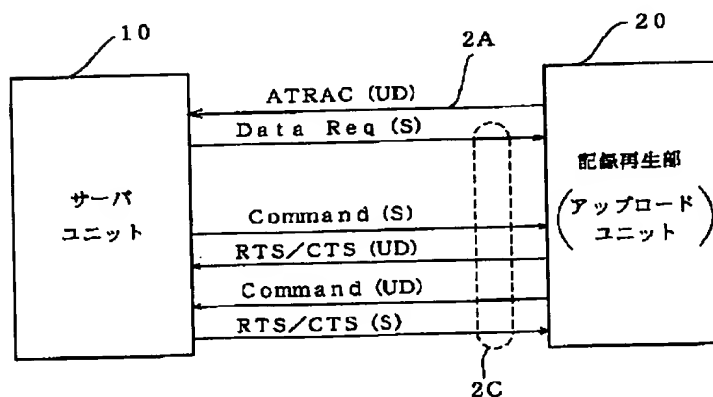 10
2A
20
ATRAC (UD)
Data Req (S)
サーバ
ユニット
記録再生部
(アップロード
ユニット)
Command (S)
RTS/CTS (UD)
Command (UD)
RTS/CTS (S)
2C